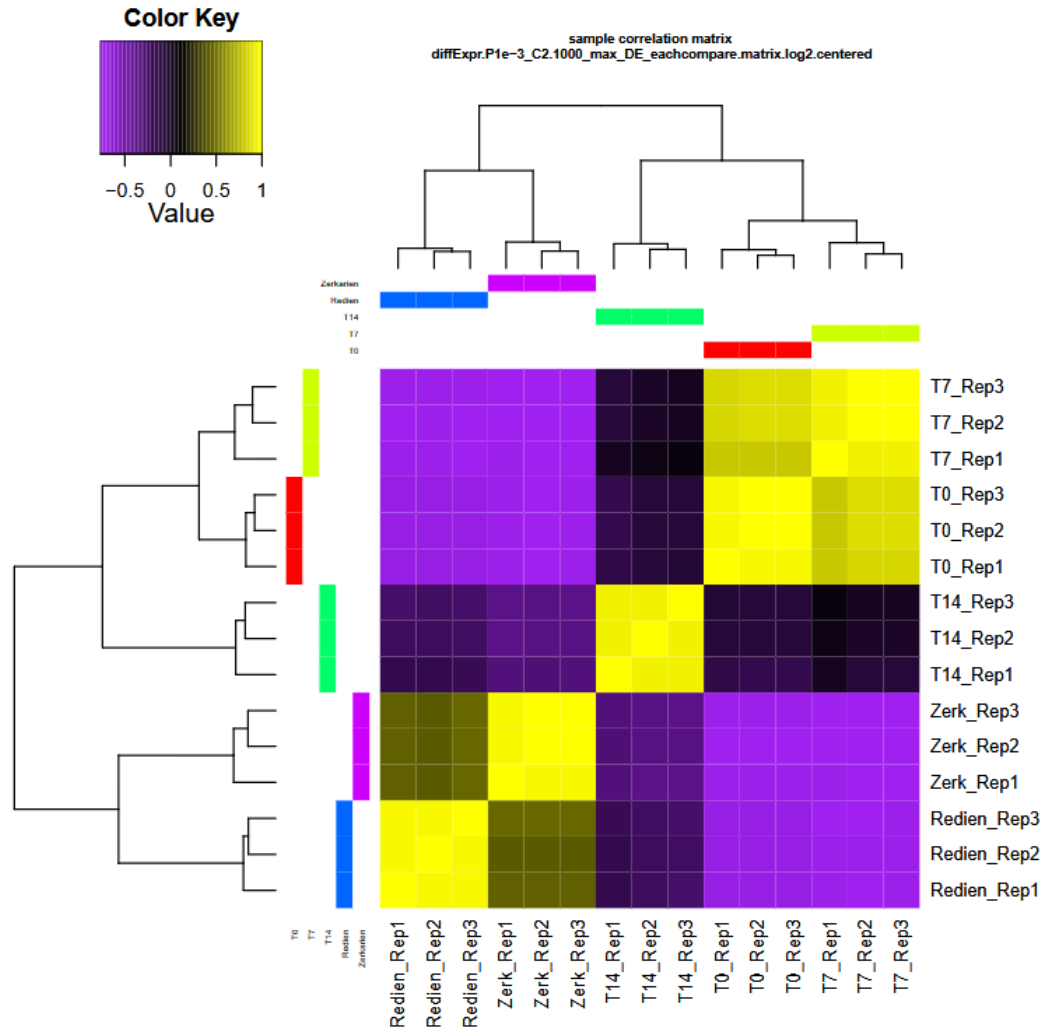 Color Key
−0.5 0 0.5 1
Value
sample correlation matrix
diffExpr.P1e−3_C2.1000_max_DE_eachcompare.matrix.log2.centered
Zerkarien
Redien
T14
T7
T0
T7_Rep3
T7_Rep2
T7_Rep1
T0_Rep3
T0_Rep2
T0_Rep1
T14_Rep3
T14_Rep2
T14_Rep1
Zerk_Rep3
Zerk_Rep2
Zerk_Rep1
Redien_Rep3
Redien_Rep2
Redien_Rep1
T0
T7
T14
Redien
Zerkarien
Redien_Rep1
Redien_Rep2
Redien_Rep3
Zerk_Rep1
Zerk_Rep2
Zerk_Rep3
T14_Rep1
T14_Rep2
T14_Rep3
T0_Rep1
T0_Rep2
T0_Rep3
T7_Rep1
T7_Rep2
T7_Rep3